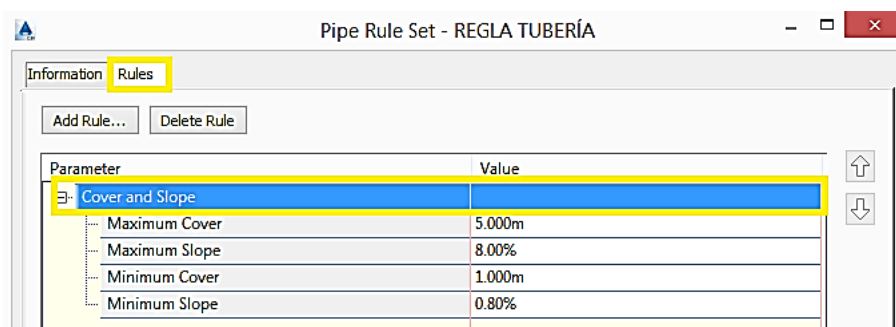 Pipe Rule Set - REGLA TUBERÍA
Information Rules
Add Rule... Delete Rule
Parameter Value
Cover and Slope
Maximum Cover 5.000m
Maximum Slope 8.00%
Minimum Cover 1.000m
Minimum Slope 0.80%